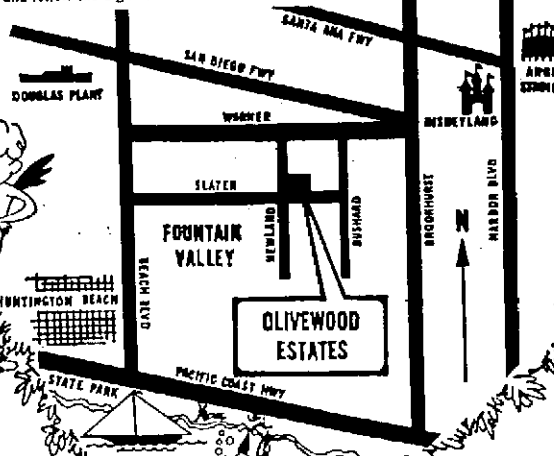 SANTA ANA FWY
SAN DIEGO FWY
DOUGLAS PLANT
DISNEYLAND
WARNER
SLATER
FOUNTAIN
VALLEY
NEWLAND
BUSHARD
BROOKHURST
HARBOR BLVD
N
BEACH BLVD
HUNTINGTON BEACH
OLIVEWOOD
ESTATES
STATE PARK
PACIFIC COAST HWY